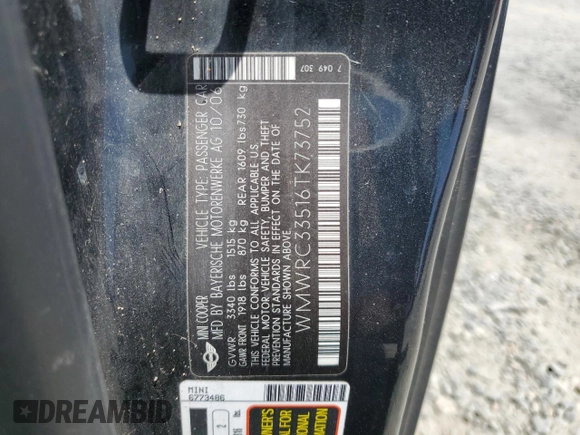 MINI COOPER VEHICLE TYPE: PASSENGER CAR
MFD BY BAYERISCHE MOTORENWERKE AG 10/06
GVWR 3340 lbs 1515 kg
GAWR FRONT 1918 lbs 870 kg REAR 1609 lbs 730 kg
THIS VEHICLE CONFORMS TO ALL APPLICABLE U.S.
FEDERAL MOTOR-VEHICLE SAFETY, BUMPER AND THEFT
PREVENTION STANDARDS IN EFFECT ON THE DATE OF
MANUFACTURE SHOWN ABOVE.
WMWRC33516TK73752
7 049 307
MINI
6773486
DREAMBID
DREAMBID.COM